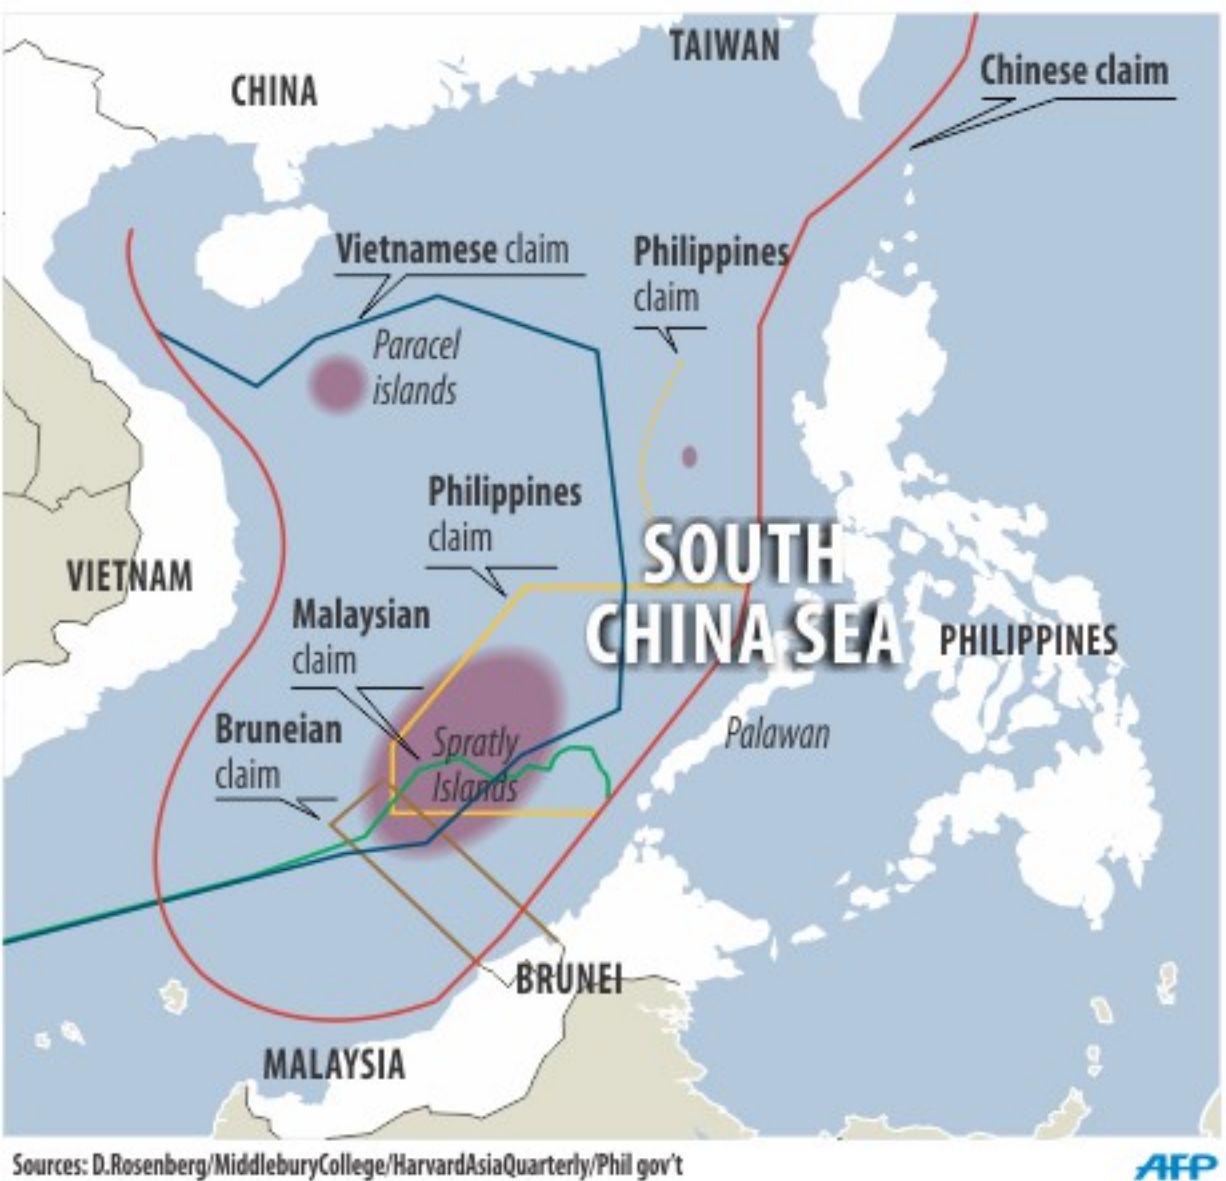 TAIWAN
Chinese claim
CHINA
Vietnamese claim
Philippines
claim
Paracel
islands
Philippines
claim
SOUTH
CHINA SEA
VIETNAM
Malaysian
claim
PHILIPPINES
Bruneian
claim
Spratly
Islands
Palawan
BRUNEI
MALAYSIA
Sources: D.Rosenberg/MiddleburyCollege/HarvardAsiaQuarterly/Phil gov't
AFP